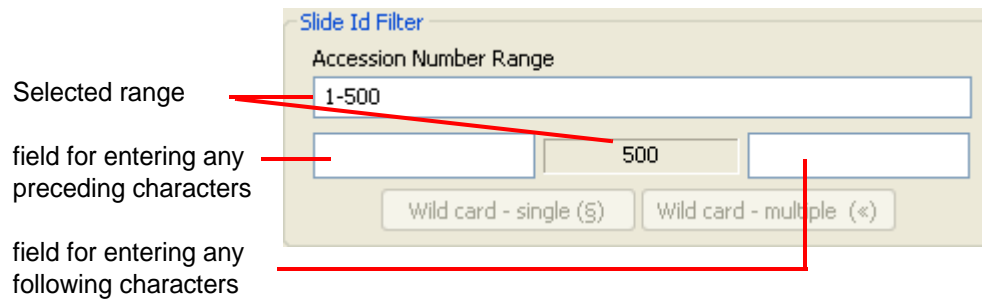 Slide Id Filter
Accession Number Range
Selected range
1-500
field for entering any
preceding characters
500
Wild card - single (§)
Wild card - multiple («)
field for entering any
following characters